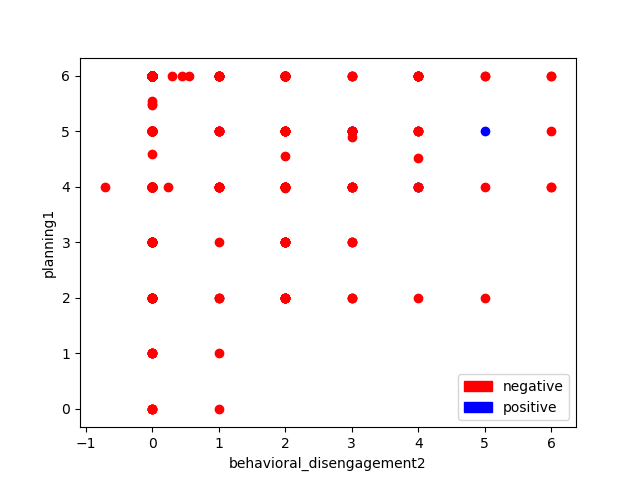 planning1
6
5
4
3
2
1
0
negative
positive
−1 0 1 2 3 4 5 6
behavioral_disengagement2